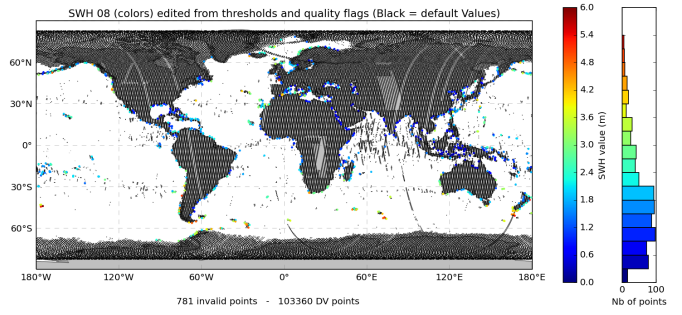 SWH 08 (colors) edited from thresholds and quality flags (Black = default Values)
60°N
30°N
0°
30°S
60°S
180°W 120°W 60°W 0° 60°E 120°E 180°E
781 invalid points - 103360 DV points
6.0
5.4
4.8
4.2
3.6
3.0
2.4
1.8
1.2
0.6
0.0
SWH value (m)
0 100
Nb of points